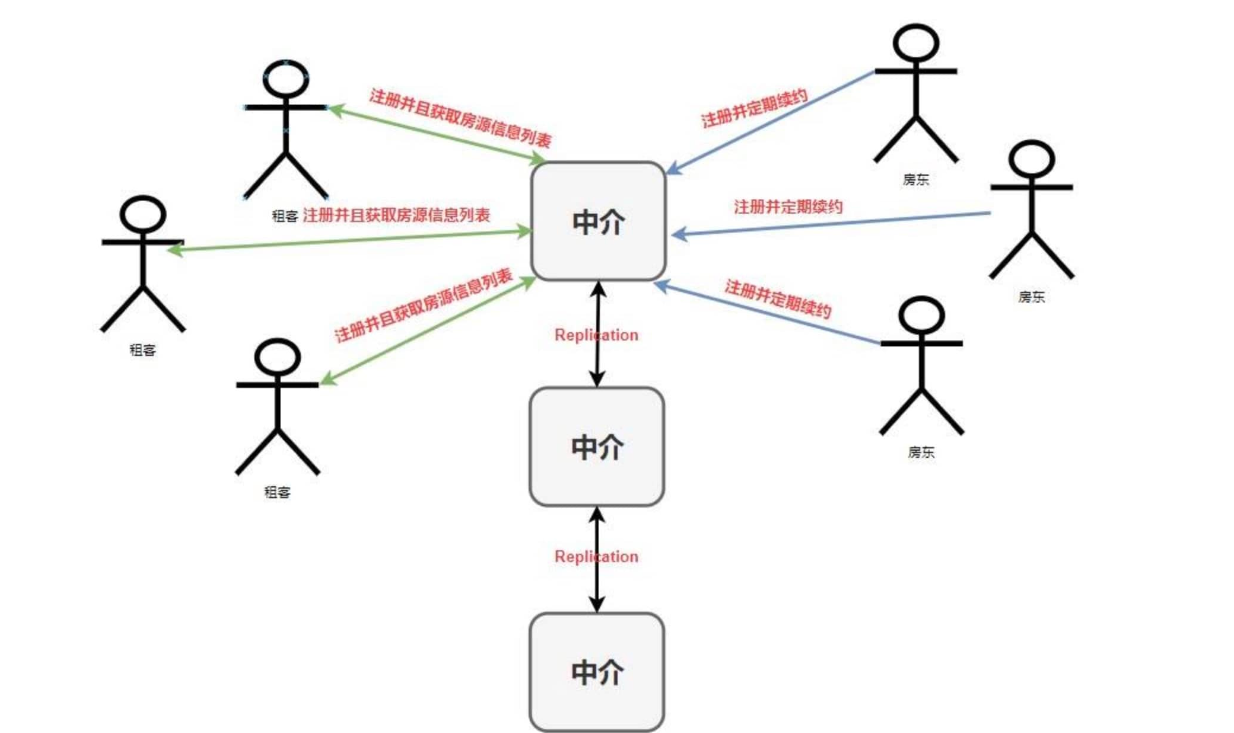 注册并且获取房源信息列表
注册并定期续约
租客
房东
注册并且获取房源信息列表
中介
注册并定期续约
房东
租客
注册并且获取房源信息列表
注册并定期续约
Replication
租客
中介
房东
Replication
中介